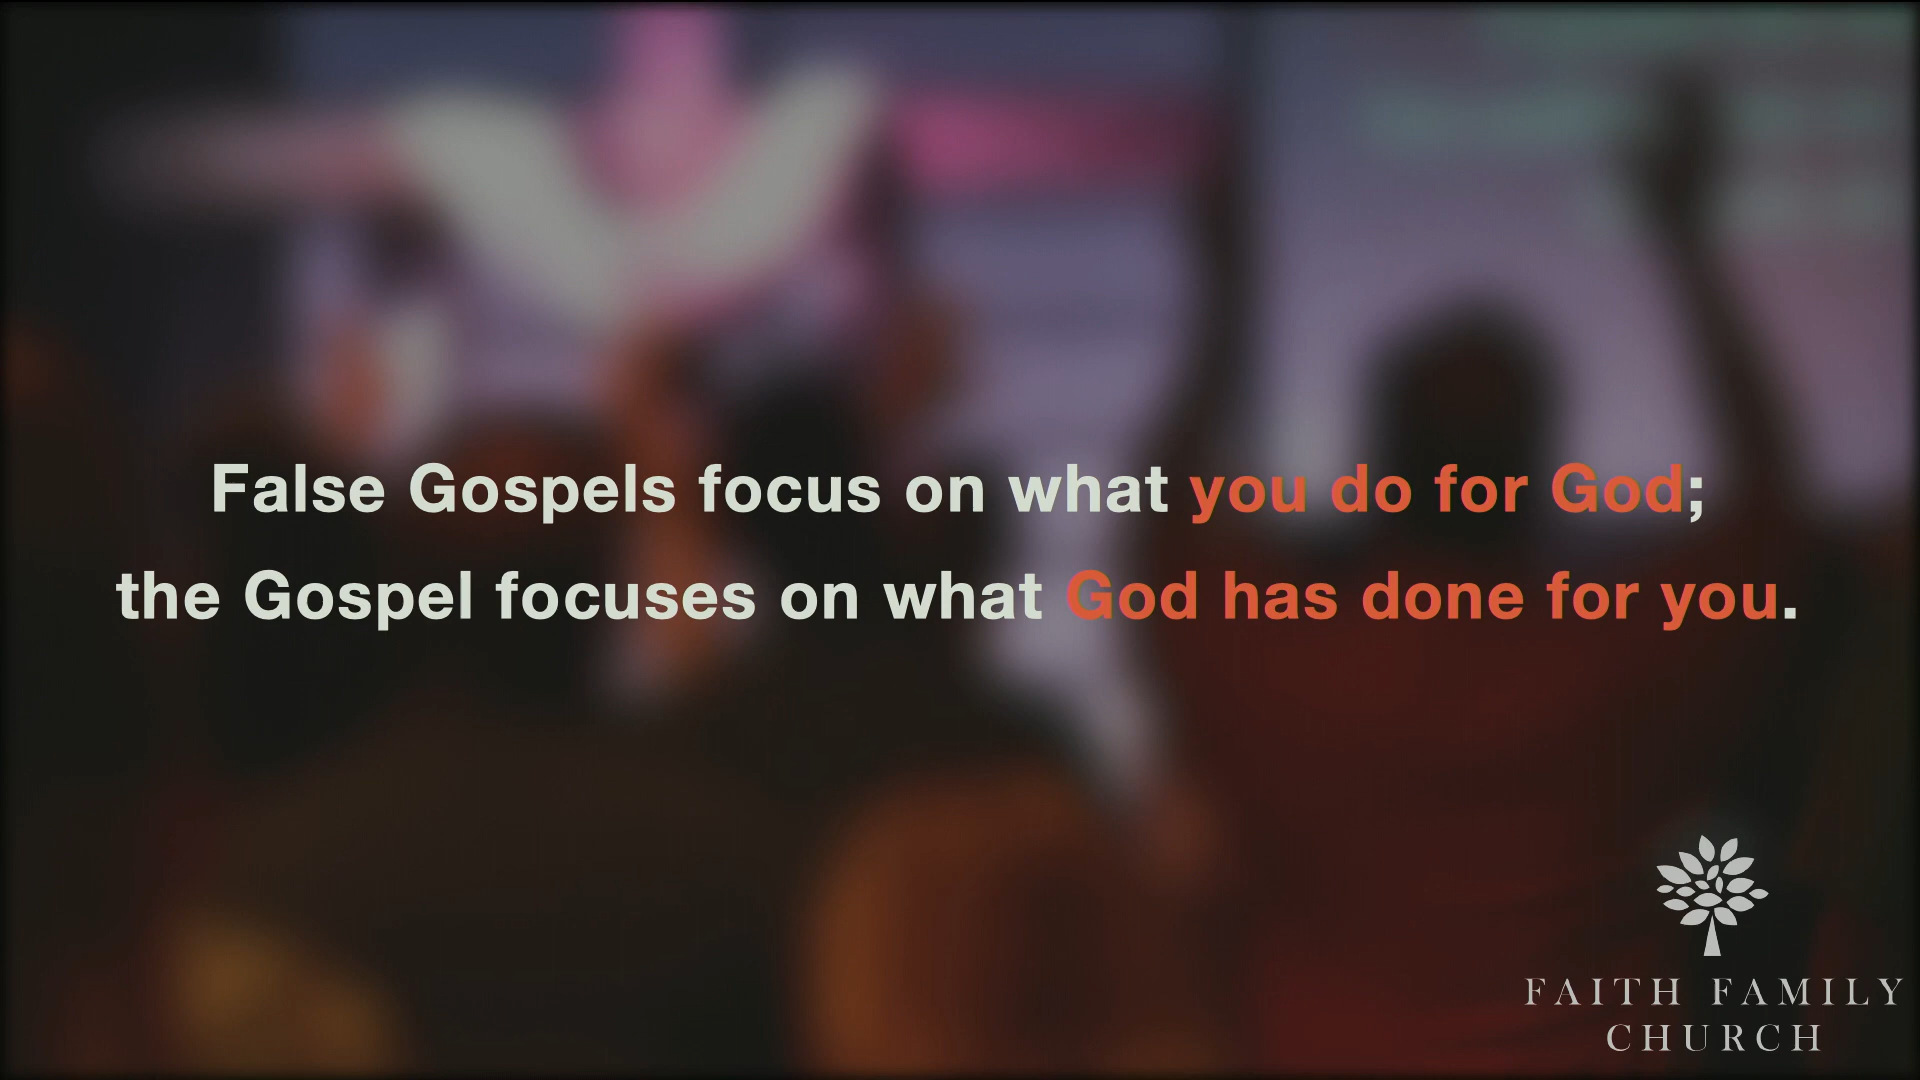 False Gospels focus on what you do for God;
the Gospel focuses on what God has done for you.
FAITH FAMILY
CHURCH